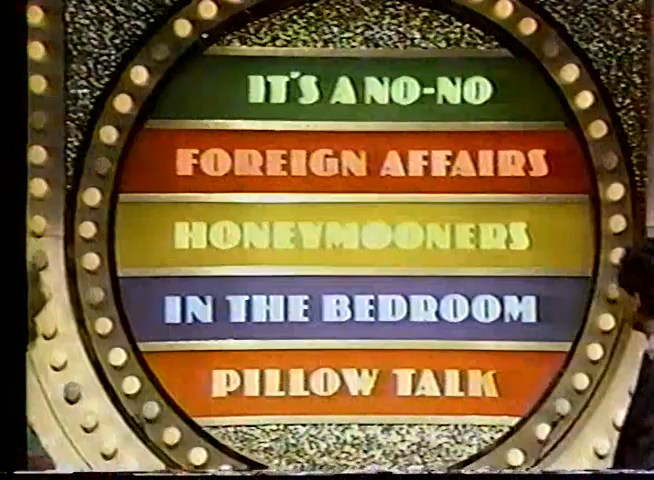 IT'S A NO-NO
FOREIGN AFFAIRS
HONEYMOONERS
IN THE BEDROOM
PILLOW TALK